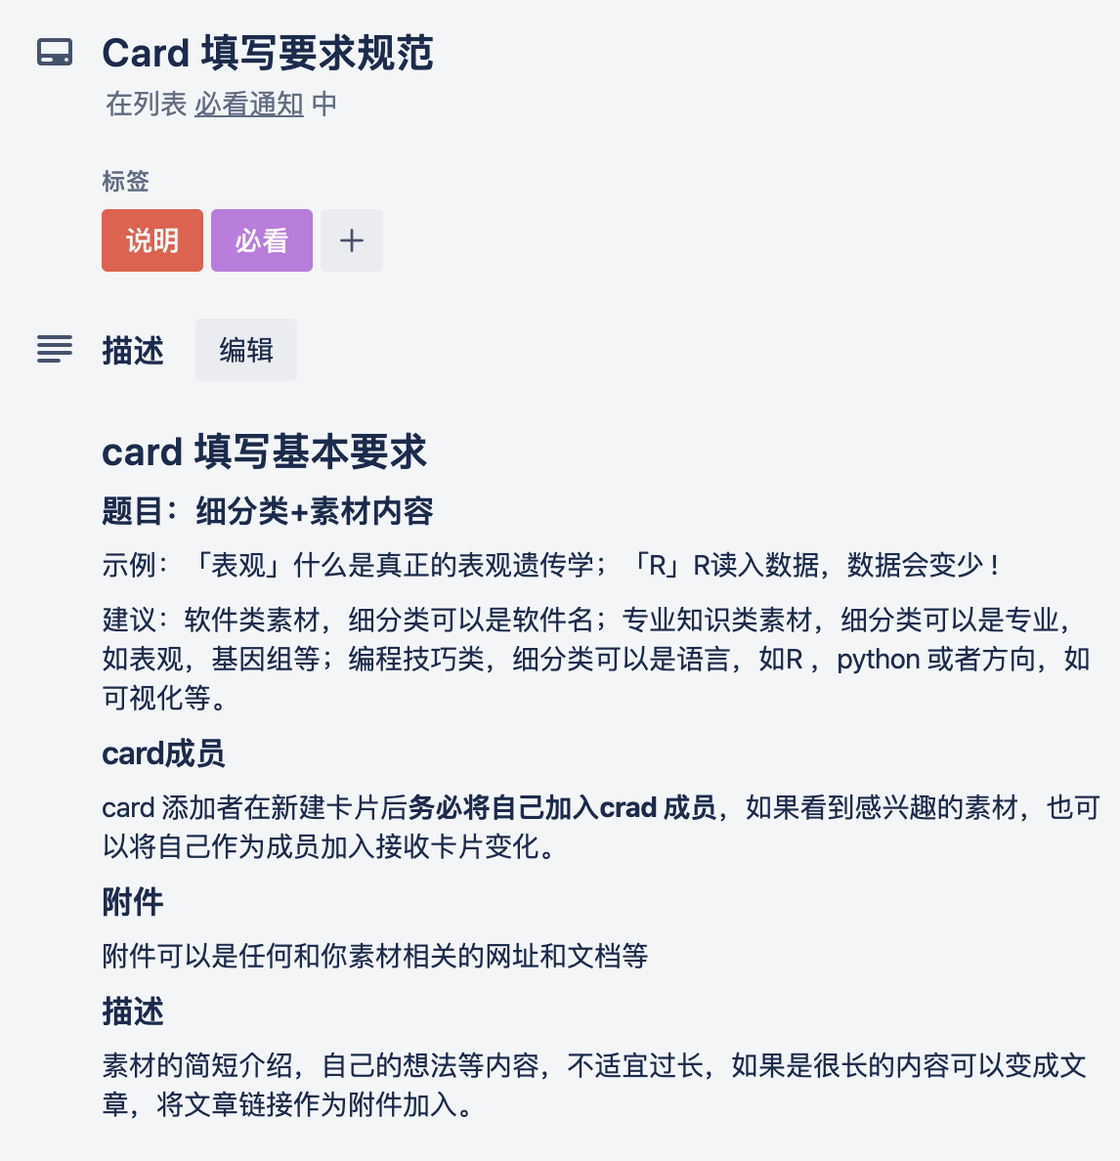 Card 填写要求规范
在列表 必看通知 中
标签
说明 必看 +
描述 编辑
card 填写基本要求
题目：细分类+素材内容
示例：「表观」什么是真正的表观遗传学；「R」R读入数据，数据会变少！
建议：软件类素材，细分类可以是软件名；专业知识类素材，细分类可以是专业，
如表观，基因组等；编程技巧类，细分类可以是语言，如R ，python 或者方向，如
可视化等。
card成员
card 添加者在新建卡片后务必将自己加入crad 成员，如果看到感兴趣的素材，也可
以将自己作为成员加入接收卡片变化。
附件
附件可以是任何和你素材相关的网址和文档等
描述
素材的简短介绍，自己的想法等内容，不适宜过长，如果是很长的内容可以变成文
章，将文章链接作为附件加入。